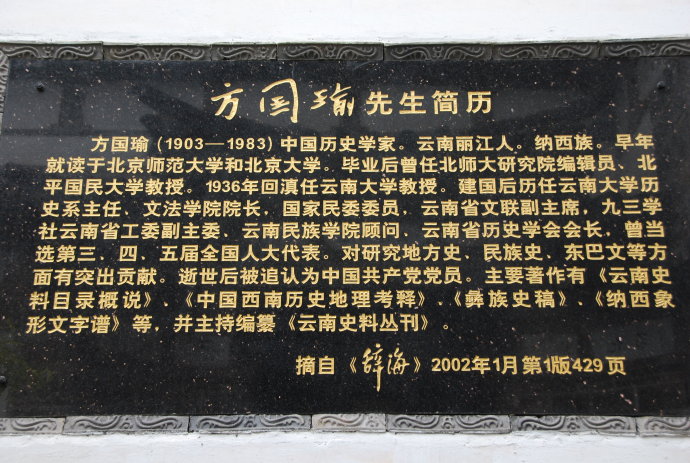 方国瑜先生简历
方国瑜(1903—1983)中国历史学家。云南丽江人。纳西族。早年
就读于北京师范大学和北京大学。毕业后曾任北师大研究院编辑员、北
平国民大学教授。1936年回滇任云南大学教授。建国后历任云南大学历
史系主任、文法学院院长，国家民委委员，云南省文联副主席，九三学
社云南省工委副主委、云南民族学院顾问、云南省历史学会会长，曾当
选第三、四、五届全国人大代表。对研究地方史、民族史、东巴文等方
面有突出贡献。逝世后被追认为中国共产党党员。主要著作有《云南史
料目录概说》、《中国西南历史地理考释》、《彝族史稿》、《纳西象
形文字谱》等，并主持编纂《云南史料丛刊》。
摘自《辞海》2002年1月第1版429页